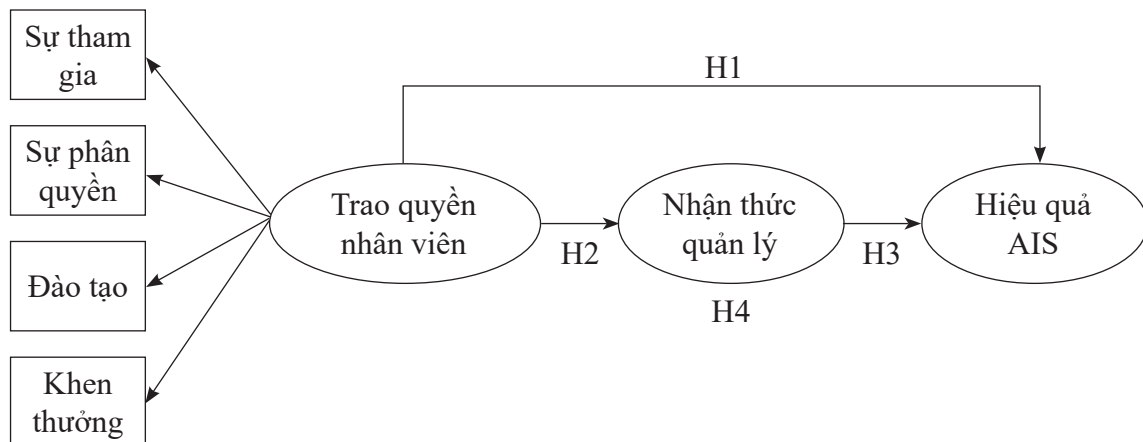 Sự tham
gia
Sự phân
quyền
Đào tạo
Khen
thưởng
H1
Trao quyền
nhân viên
H2
Nhận thức
quản lý
H4
H3
Hiệu quả
AIS